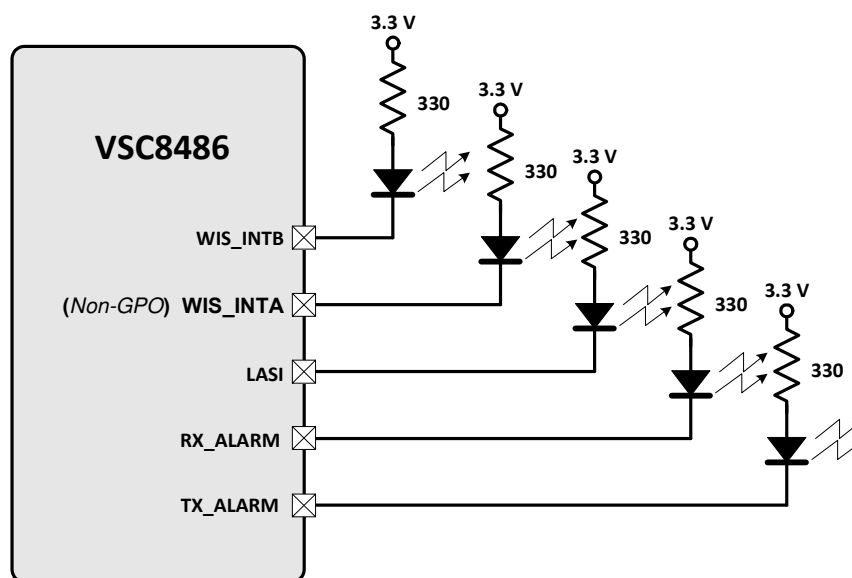 3.3 V
330
3.3 V
VSC8486
330
3.3 V
330
WIS_INTB
3.3 V
330
(Non-GPO) WIS_INTA
3.3 V
330
LASI
RX_ALARM
TX_ALARM